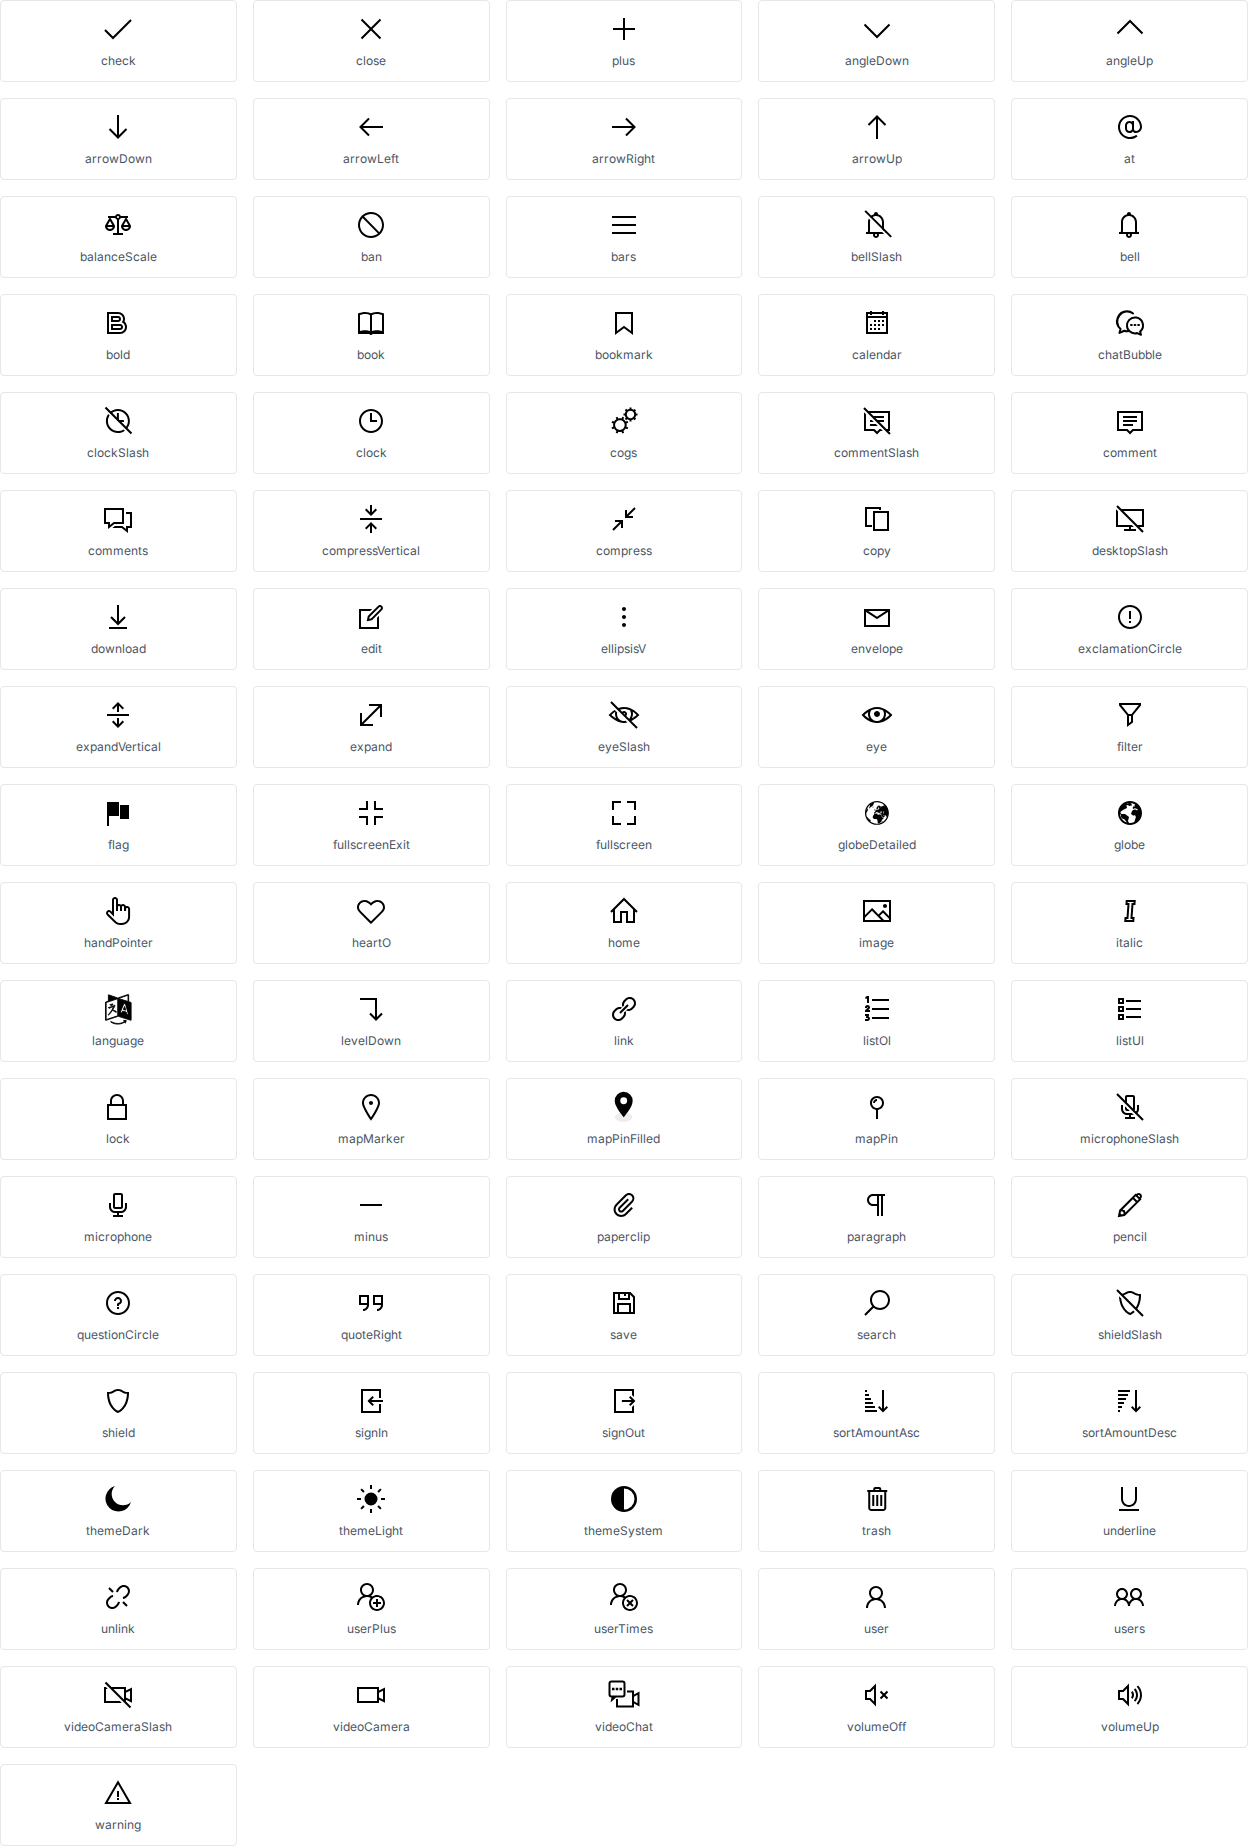 check
close
plus
angleDown
angleUp
arrowDown
arrowLeft
arrowRight
arrowUp
at
balanceScale
ban
bars
bellSlash
bell
bold
book
bookmark
calendar
chatBubble
clockSlash
clock
cogs
commentSlash
comment
comments
compressVertical
compress
copy
desktopSlash
download
edit
ellipsisV
envelope
exclamationCircle
expandVertical
expand
eyeSlash
eye
filter
flag
fullscreenExit
fullscreen
globeDetailed
globe
handPointer
heartO
home
image
italic
language
levelDown
link
listOl
listUl
lock
mapMarker
mapPinFilled
mapPin
microphoneSlash
microphone
minus
paperclip
paragraph
pencil
questionCircle
quoteRight
save
search
shieldSlash
shield
signIn
signOut
sortAmountAsc
sortAmountDesc
themeDark
themeLight
themeSystem
trash
underline
unlink
userPlus
userTimes
user
users
videoCameraSlash
videoCamera
videoChat
volumeOff
volumeUp
warning